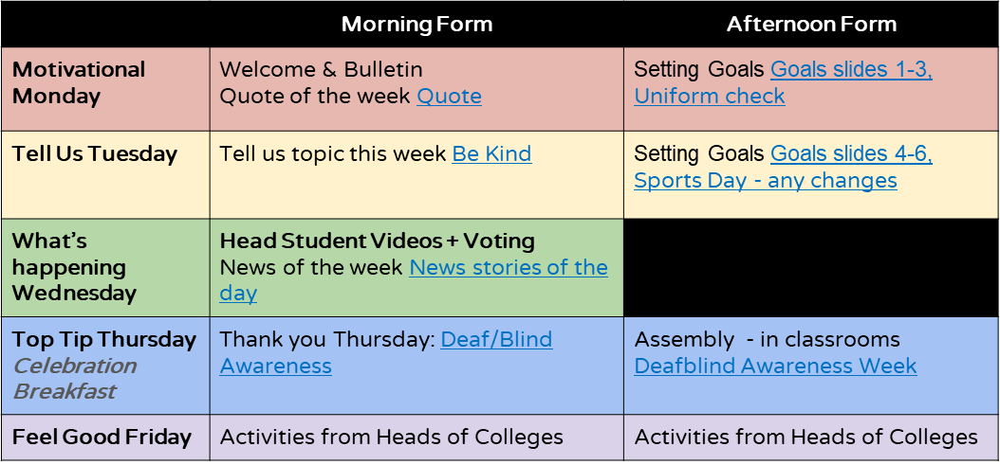 Morning Form
Afternoon Form
Motivational
Monday
Welcome & Bulletin
Quote of the week Quote
Setting Goals Goals slides 1-3,
Uniform check
Tell Us Tuesday
Tell us topic this week Be Kind
Setting Goals Goals slides 4-6,
Sports Day - any changes
What's
happening
Wednesday
Head Student Videos + Voting
News of the week News stories of the
day
Top Tip Thursday
Celebration
Breakfast
Thank you Thursday: Deaf/Blind
Awareness
Assembly - in classrooms
Deafblind Awareness Week
Feel Good Friday
Activities from Heads of Colleges
Activities from Heads of Colleges